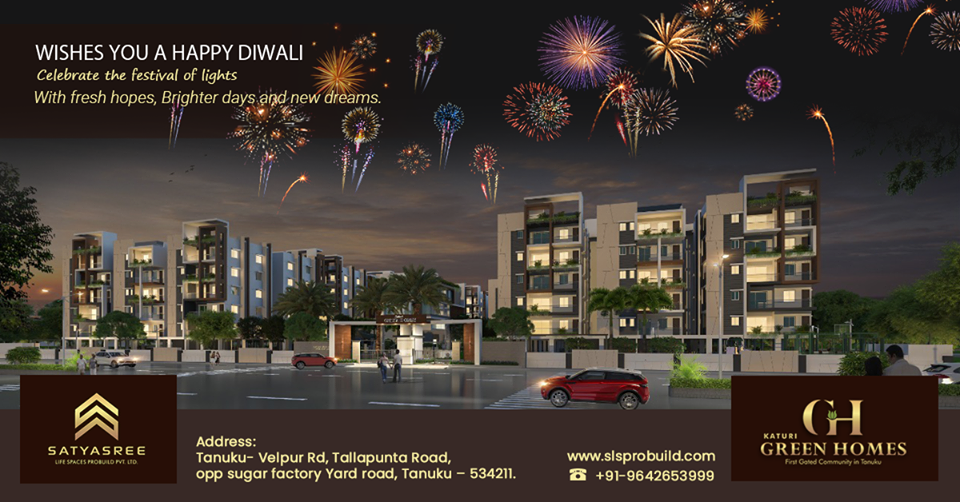 WISHES YOU A HAPPY DIWALI
Celebrate the festival of lights
With fresh hopes, Brighter days and new dreams.
SATYASREE
LIFE SPACES PROBUILD PVT. LTD.
Address:
Tanuku- Velpur Rd, Tallapunta Road,
opp sugar factory Yard road, Tanuku – 534211.
www.slsprobuild.com
+91-9642653999
GH
KATURI
GREEN HOMES
First Gated Community in Tanuku